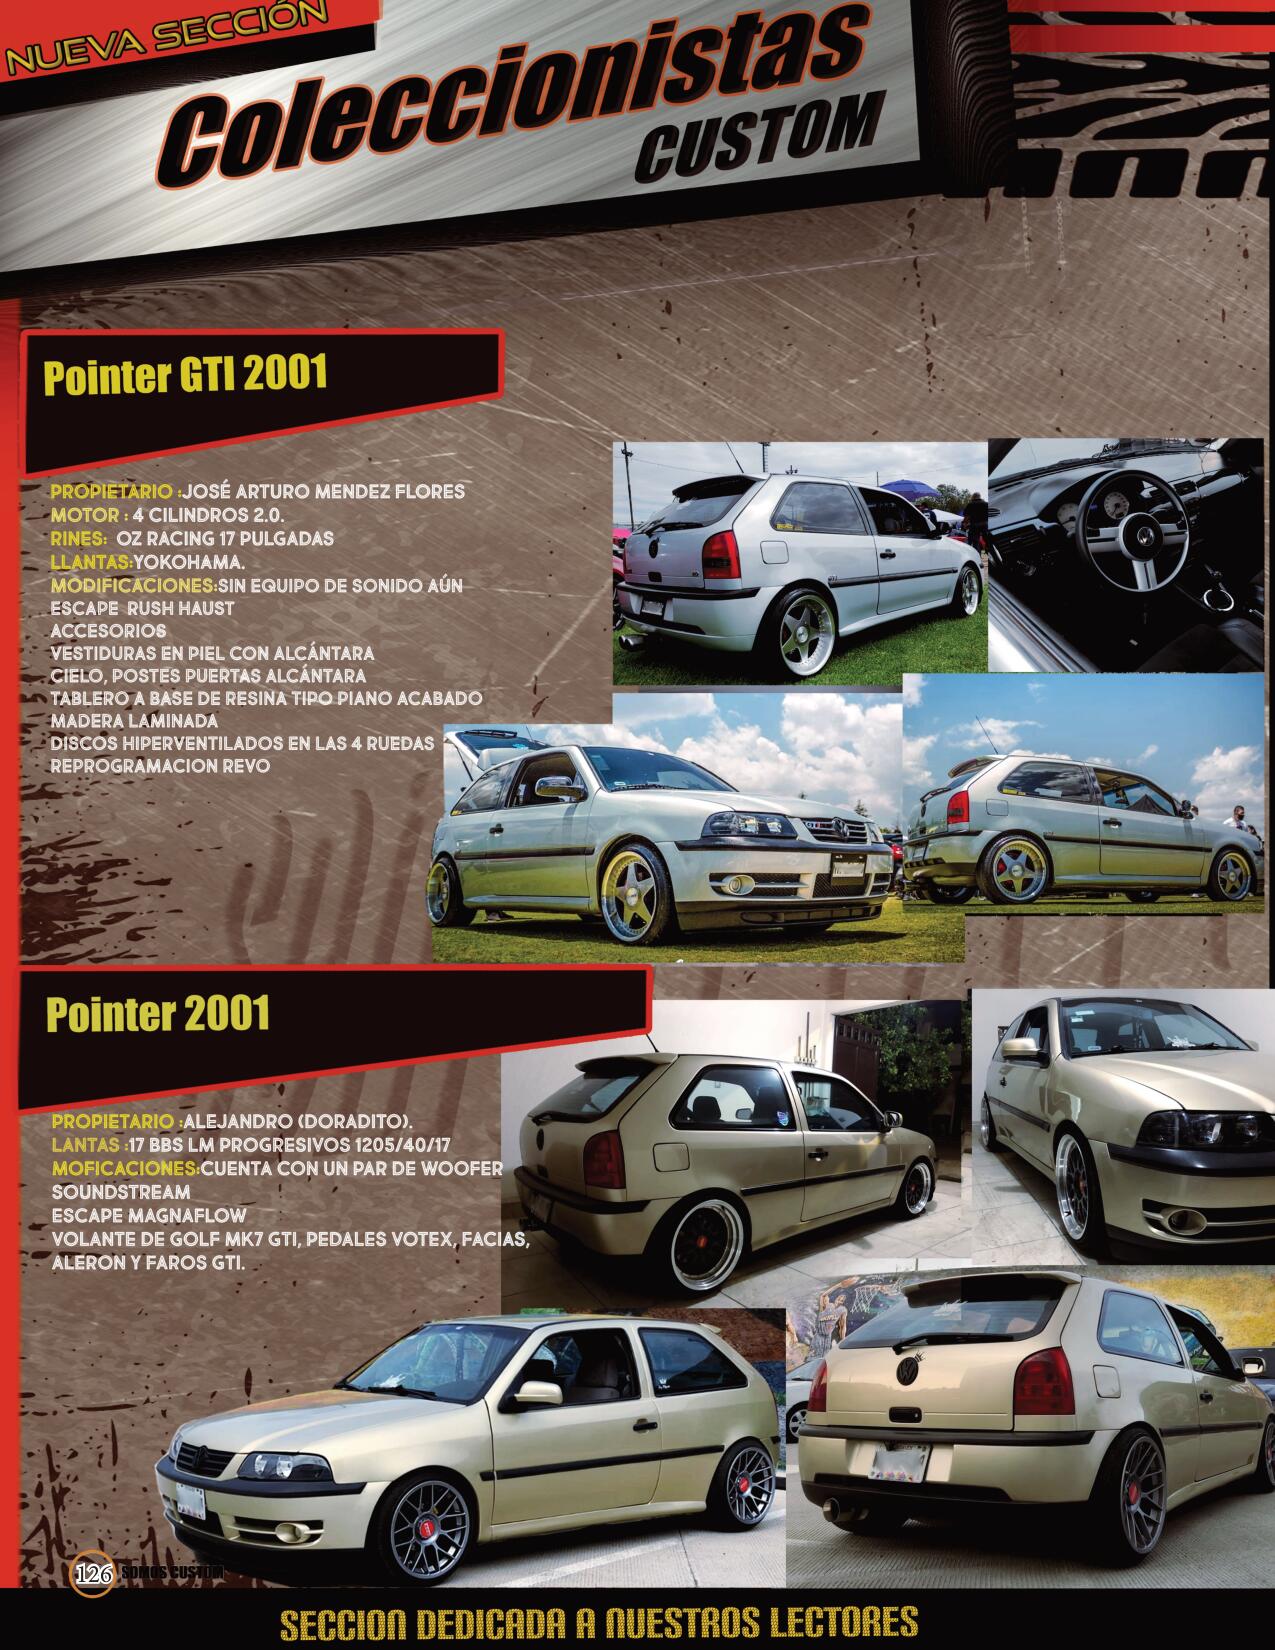 NUEVA SECCIÓN
Coleccionistas
CUSTOM
Pointer GTI 2001
PROPIETARIO :JOSÉ ARTURO MENDEZ FLORES
MOTOR : 4 CILINDROS 2.0.
RINES: OZ RACING 17 PULGADAS
LLANTAS:YOKOHAMA.
MODIFICACIONES:SIN EQUIPO DE SONIDO AÚN
ESCAPE RUSH HAUST
ACCESORIOS
VESTIDURAS EN PIEL CON ALCÁNTARA
CIELO, POSTES PUERTAS ALCÁNTARA
TABLERO A BASE DE RESINA TIPO PIANO ACABADO
MADERA LAMINADA
DISCOS HIPERVENTILADOS EN LAS 4 RUEDAS
REPROGRAMACION REVO
Pointer 2001
PROPIETARIO :ALEJANDRO (DORADITO).
LANTAS :17 BBS LM PROGRESIVOS 1205/40/17
MOFICACIONES:CUENTA CON UN PAR DE WOOFER
SOUNDSTREAM
ESCAPE MAGNAFLOW
VOLANTE DE GOLF MK7 GTI, PEDALES VOTEX, FACIAS,
ALERON Y FAROS GTI.
126 SOMOS CUSTOM
SECCION DEDICADA A NUESTROS LECTORES